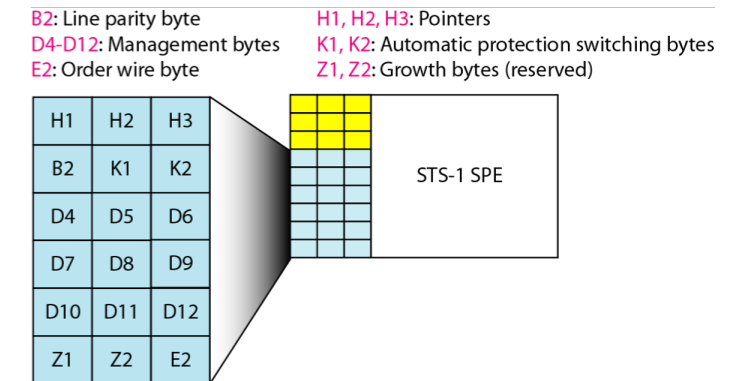 B2: Line parity byte
D4-D12: Management bytes
E2: Order wire byte
H1, H2, H3: Pointers
K1, K2: Automatic protection switching bytes
Z1, Z2: Growth bytes (reserved)
H1 H2 H3
B2 K1 K2
D4 D5 D6
D7 D8 D9
D10 D11 D12
Z1 Z2 E2
STS-1 SPE